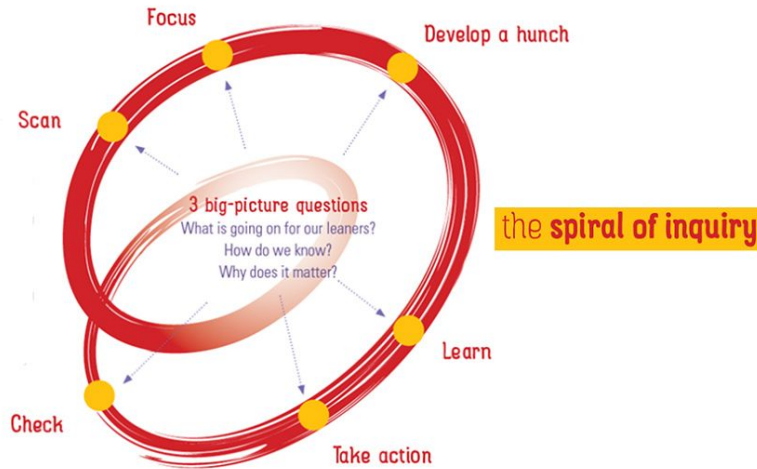 Focus
Develop a hunch
Scan
3 big-picture questions
What is going on for our leaners?
How do we know?
Why does it matter?
the spiral of inquiry
Learn
Check
Take action